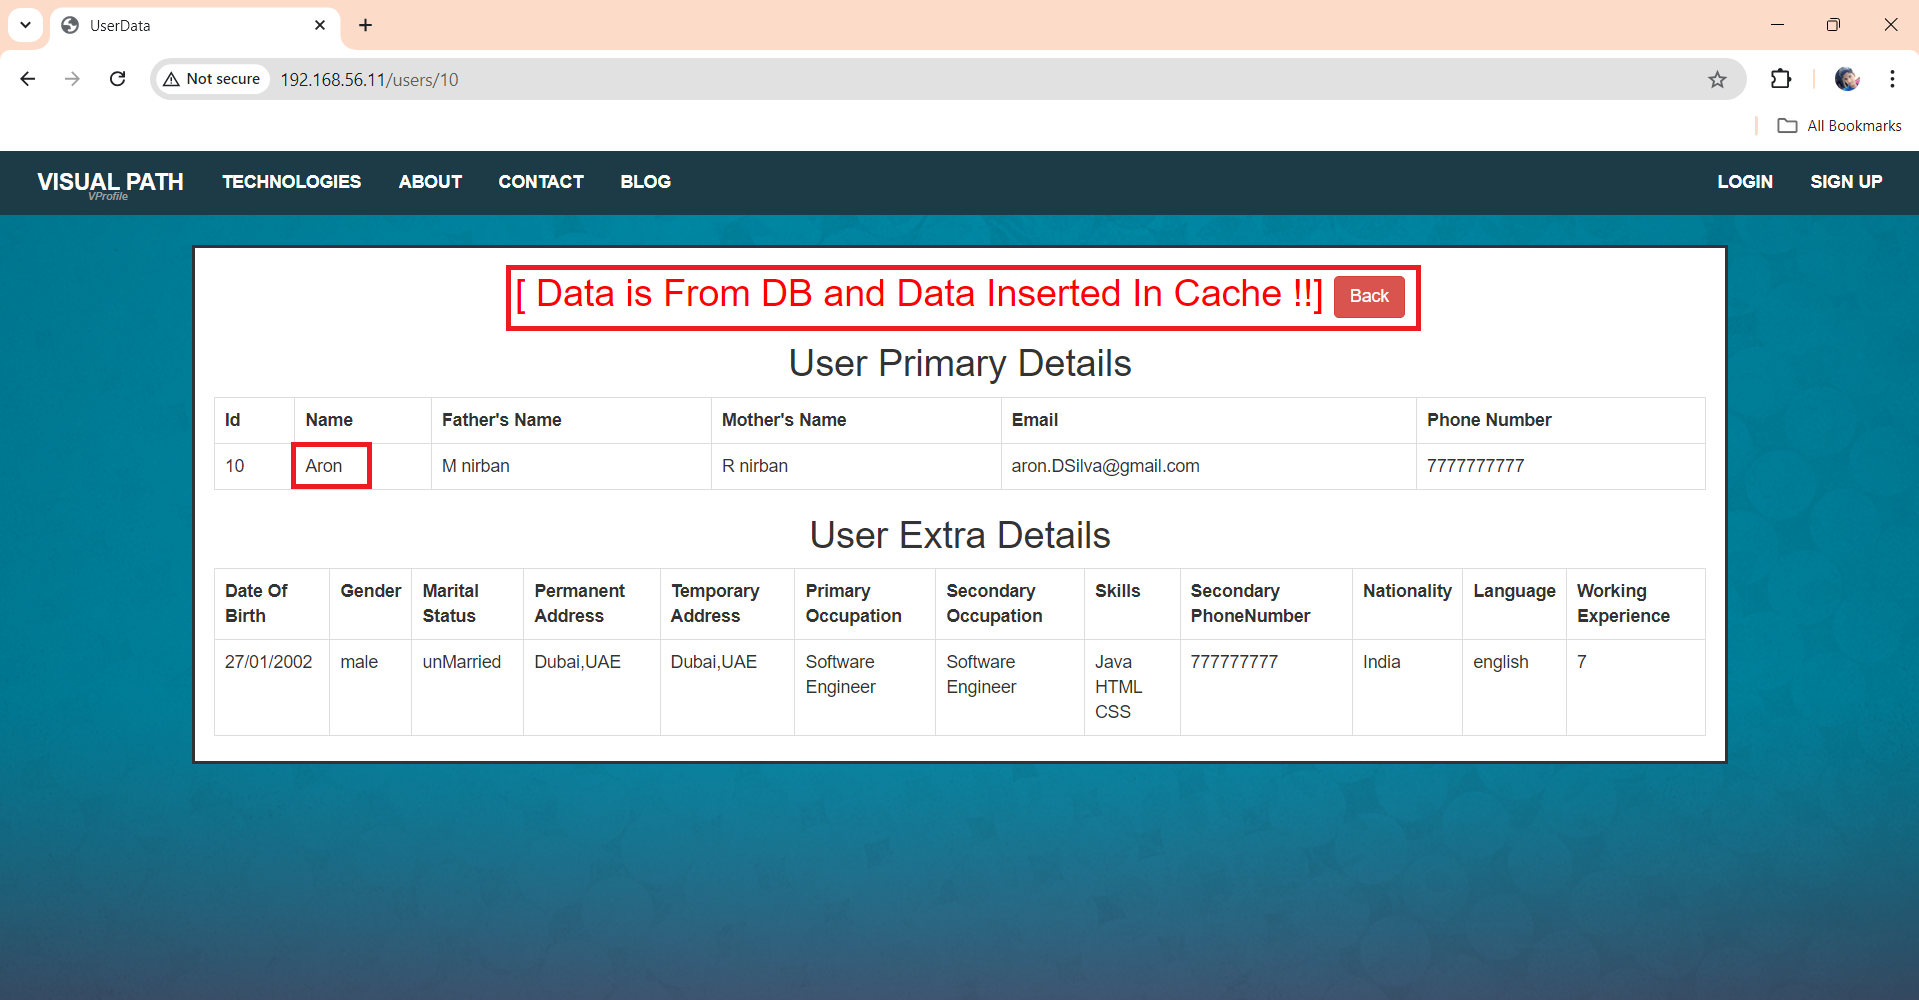 UserData
Not secure 192.168.56.11/users/10
All Bookmarks
VISUAL PATH TECHNOLOGIES ABOUT CONTACT BLOG LOGIN SIGN UP
VProfile
[ Data is From DB and Data Inserted In Cache !!] Back
User Primary Details
Id Name Father's Name Mother's Name Email Phone Number
10 Aron M nirban R nirban aron.DSilva@gmail.com 7777777777
User Extra Details
Date Of Gender Marital Permanent Temporary Primary Secondary Skills Secondary Nationality Language Working
Birth Status Address Address Occupation Occupation PhoneNumber Experience
27/01/2002 male unMarried Dubai,UAE Dubai,UAE Software Software Java 777777777 India english 7
Engineer Engineer HTML
CSS